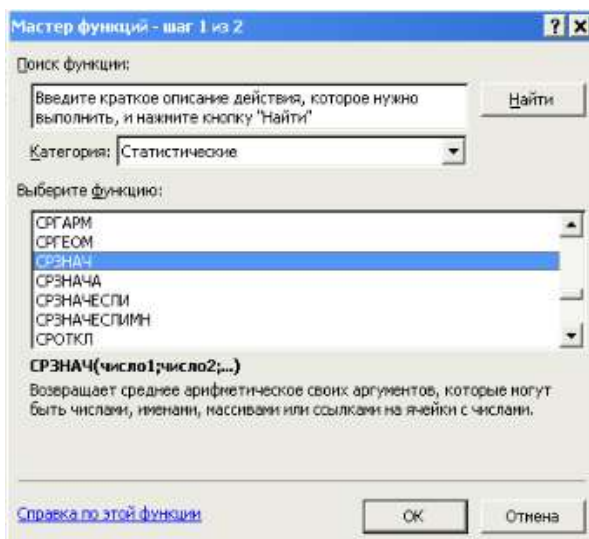 Мастер функций - шаг 1 из 2
Поиск функции:
Введите краткое описание действия, которое нужно
выполнить, и нажмите кнопку "Найти"
Найти
Категория: Статистические
Выберите функцию:
СРГАРМ
СРГЕОМ
СРЗНАЧ
СРЗНАЧА
СРЗНАЧЕСЛИ
СРЗНАЧЕСЛИМН
СРОТКЛ
СРЗНАЧ(число1;число2;...)
Возвращает среднее арифметическое своих аргументов, которые могут
быть числами, именами, массивами или ссылками на ячейки с числами.
Справка по этой функции
ОК
Отмена